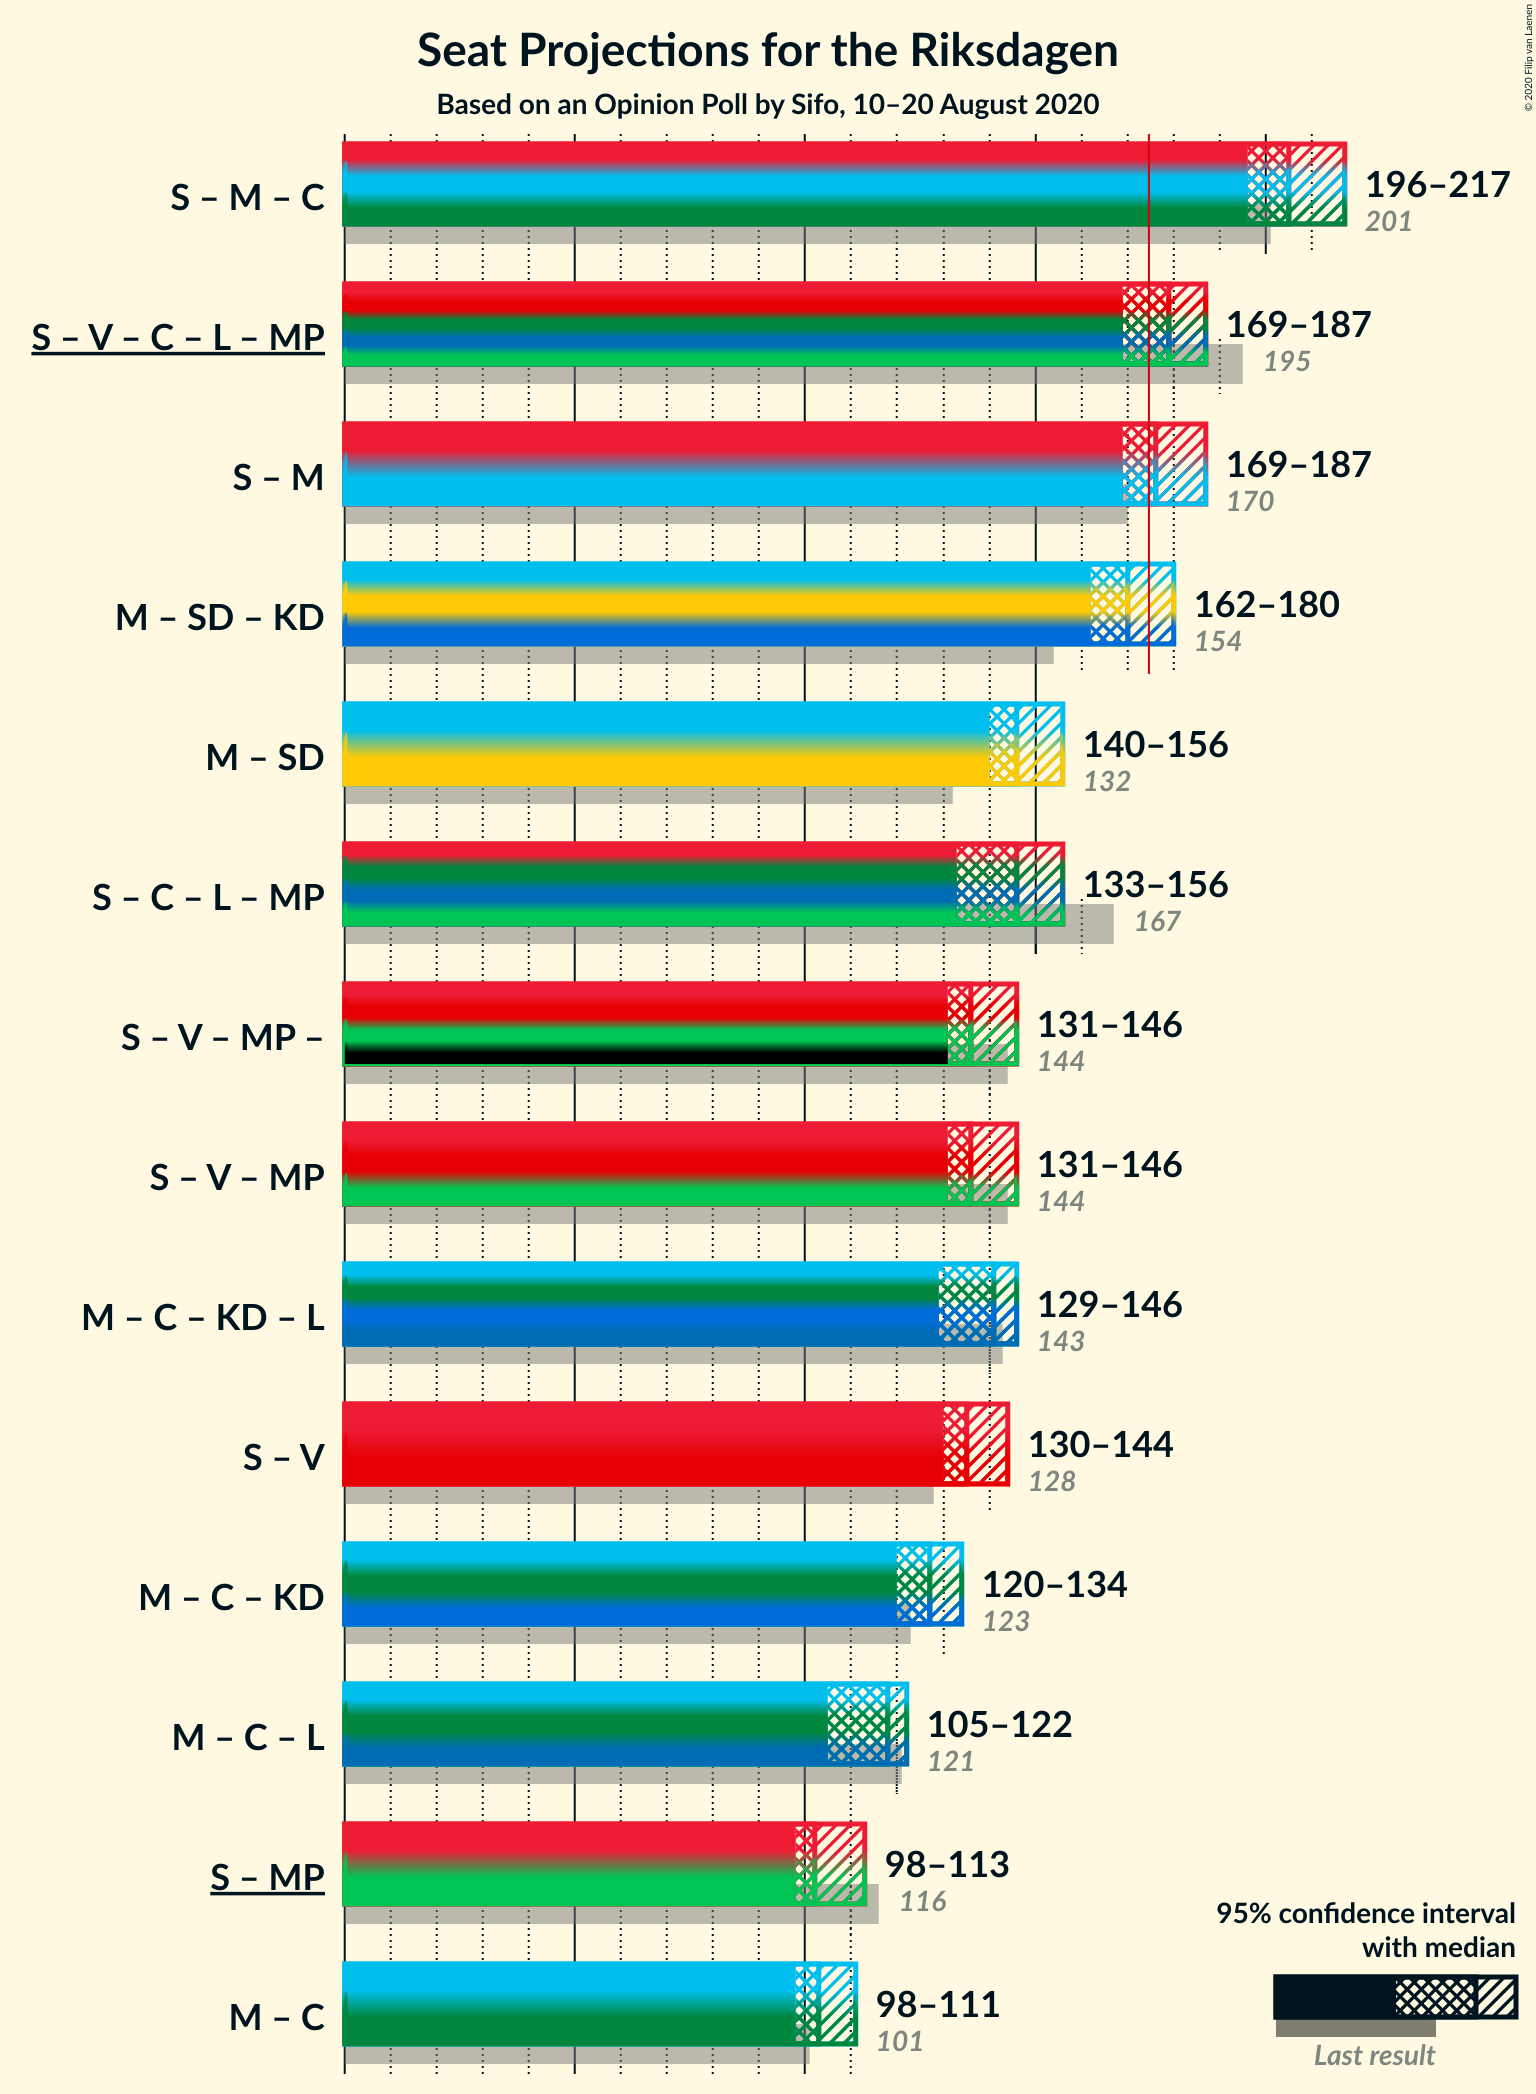 Seat Projections for the Riksdagen
Based on an Opinion Poll by Sifo, 10–20 August 2020
© 2020 Filip van Laenen
S – M – C
196–217
201
S – V – C – L – MP
169–187
195
S – M
169–187
170
M – SD – KD
162–180
154
M – SD
140–156
132
S – C – L – MP
133–156
167
S – V – MP –
131–146
144
S – V – MP
131–146
144
M – C – KD – L
129–146
143
S – V
130–144
128
M – C – KD
120–134
123
M – C – L
105–122
121
S – MP
98–113
116
M – C
98–111
101
95% confidence interval
with median
Last result